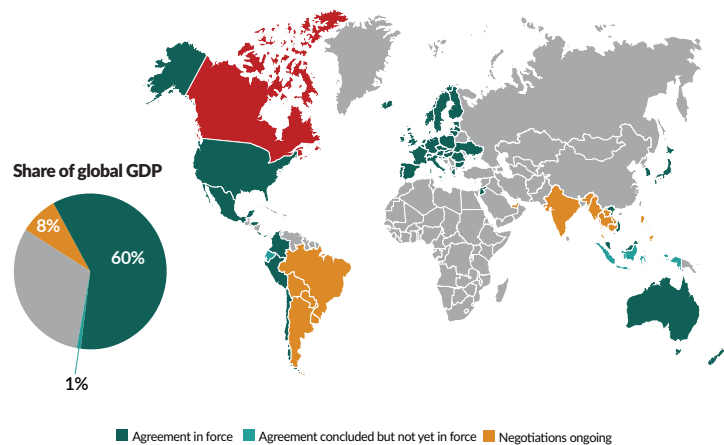 Share of global GDP
8%
60%
1%
Agreement in force
Agreement concluded but not yet in force
Negotiations ongoing